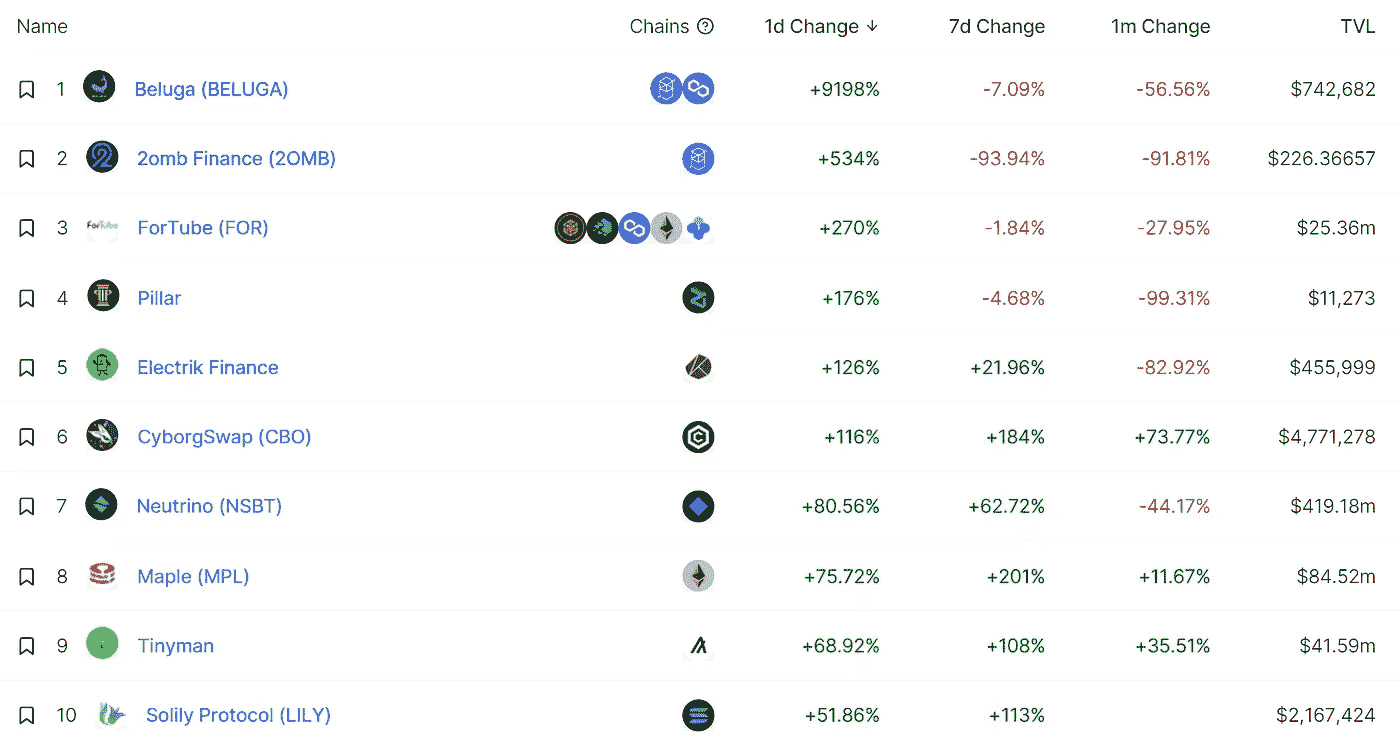 Name Chains ? 1d Change ↓ 7d Change 1m Change TVL
1 Beluga (BELUGA) +9198% -7.09% -56.56% $742,682
2 2omb Finance (2OMB) +534% -93.94% -91.81% $226.36657
3 ForTube ForTube (FOR) +270% -1.84% -27.95% $25.36m
4 Pillar +176% -4.68% -99.31% $11,273
5 Electrik Finance +126% +21.96% -82.92% $455,999
6 CyborgSwap (CBO) +116% +184% +73.77% $4,771,278
7 Neutrino (NSBT) +80.56% +62.72% -44.17% $419.18m
8 Maple (MPL) +75.72% +201% +11.67% $84.52m
9 Tinyman +68.92% +108% +35.51% $41.59m
10 Solily Protocol (LILY) +51.86% +113% $2,167,424